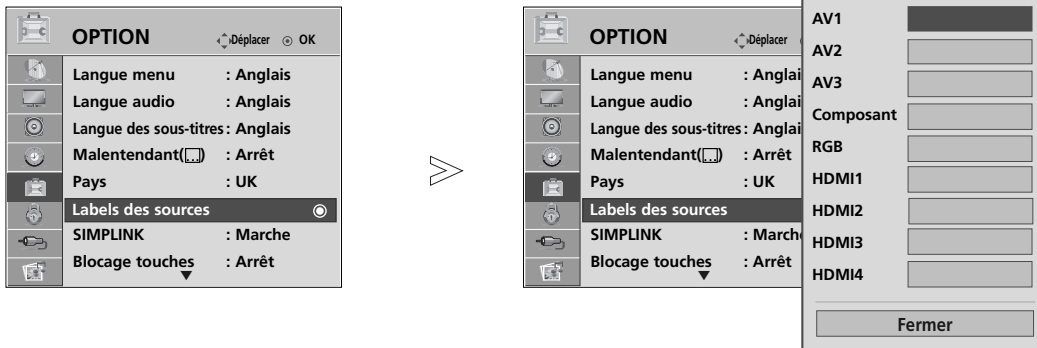 OPTION Déplacer OK
Langue menu : Anglais
Langue audio : Anglais
Langue des sous-titres : Anglais
Malentendant( ) : Arrêt
Pays : UK
Labels des sources
SIMPLINK : Marche
Blocage touches : Arrêt
OPTION Déplacer
Langue menu : Anglai
Langue audio : Anglai
Langue des sous-titres : Anglai
Malentendant( ) : Arrêt
Pays : UK
Labels des sources
SIMPLINK : March
Blocage touches : Arrêt
AV1
AV2
AV3
Composant
RGB
HDMI1
HDMI2
HDMI3
HDMI4
Fermer